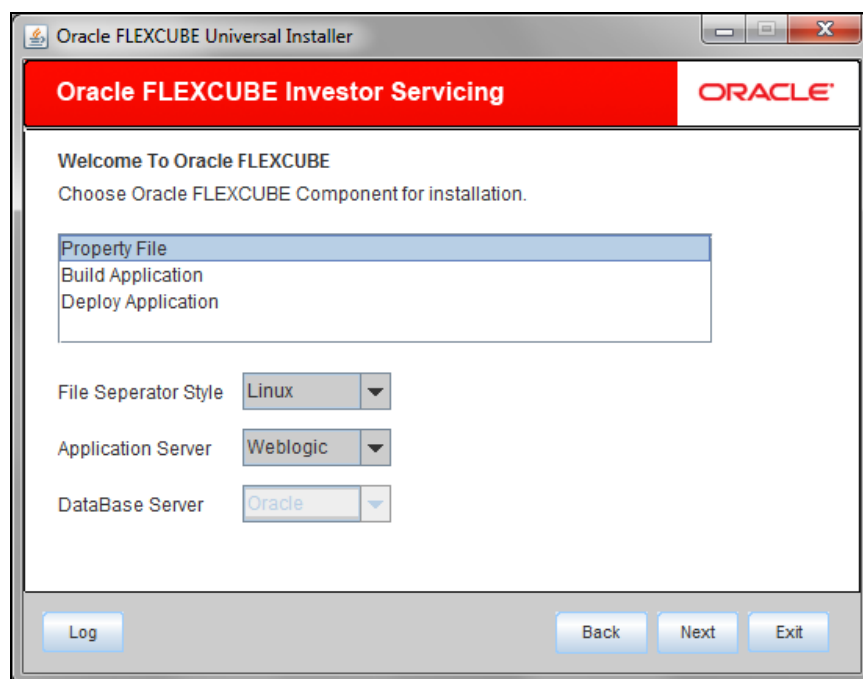 Oracle FLEXCUBE Universal Installer
Oracle FLEXCUBE Investor Servicing
ORACLE
Welcome To Oracle FLEXCUBE
Choose Oracle FLEXCUBE Component for installation.
Property File
Build Application
Deploy Application
File Seperator Style Linux
Application Server Weblogic
DataBase Server Oracle
Log Back Next Exit